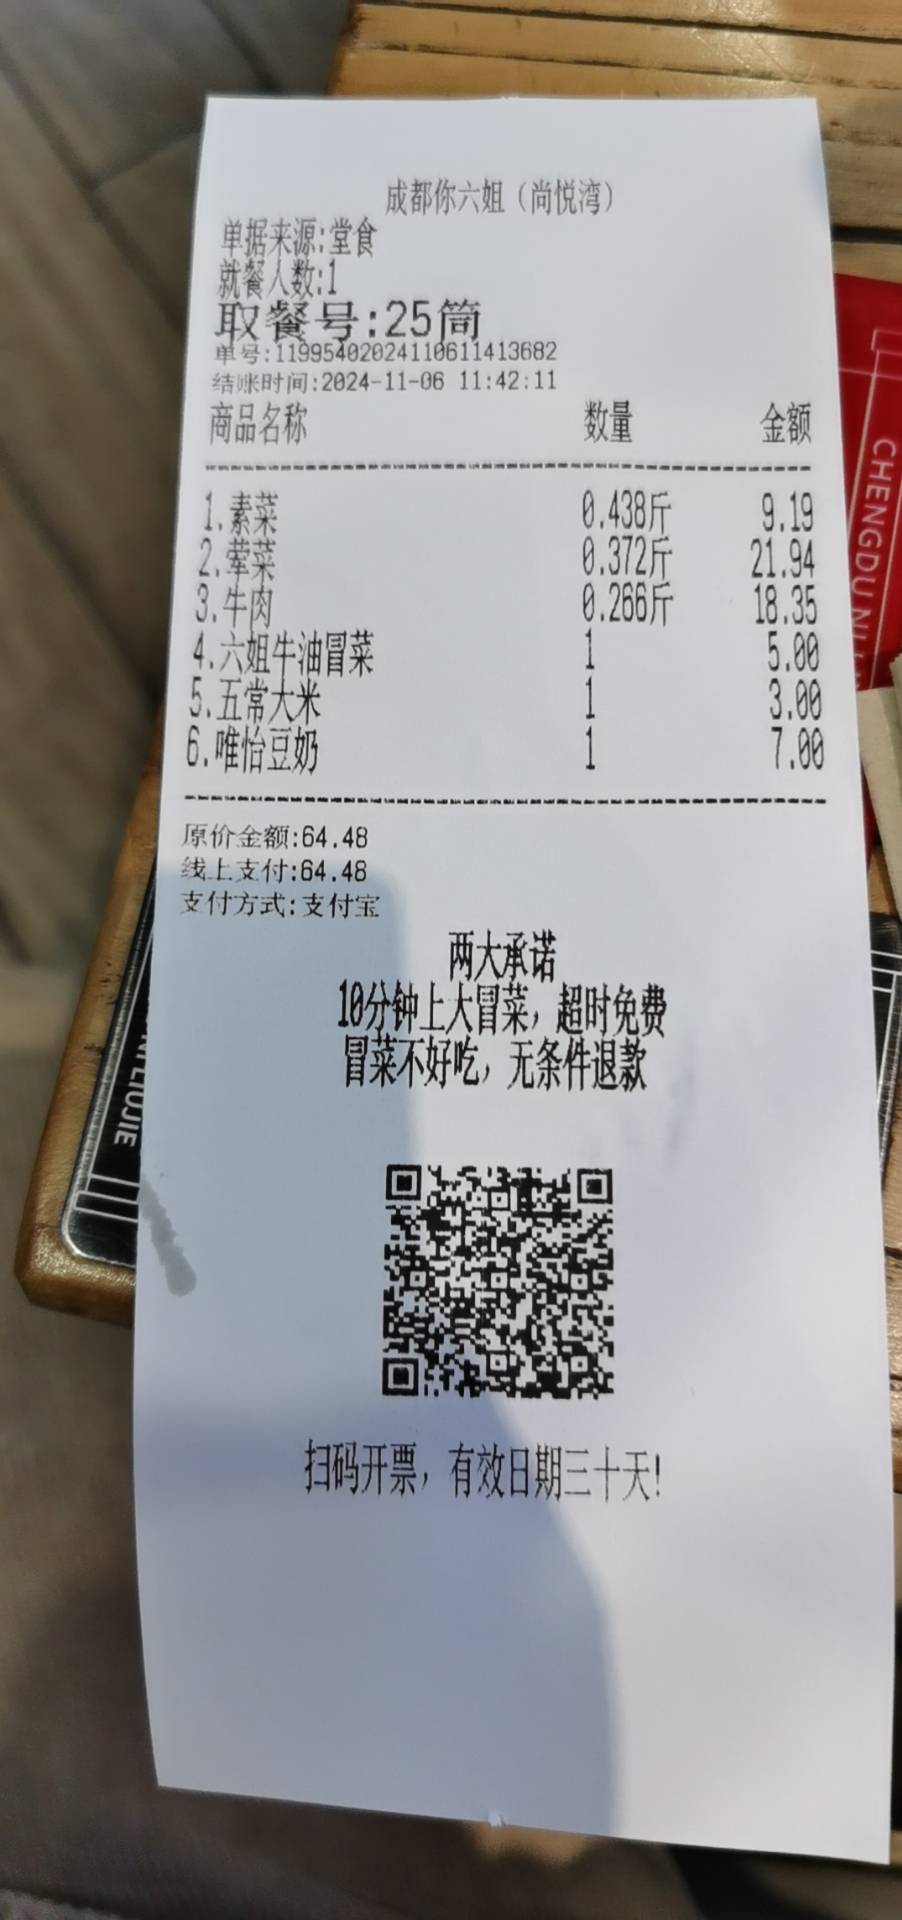 成都你六姐（尚悦湾）
单据来源:堂食
就餐人数:1
取餐号:25筒
单号:11995402024110611413682
结账时间:2024-11-06 11:42:11
商品名称 数量 金额
1.素菜 0.438斤 9.19
2.荤菜 0.372斤 21.94
3.牛肉 0.266斤 18.35
4.六姐牛油冒菜 1 5.00
5.五常大米 1 3.00
6.唯怡豆奶 1 7.00
原价金额:64.48
线上支付:64.48
支付方式:支付宝
两大承诺
10分钟上大冒菜，超时免费
冒菜不好吃，无条件退款
扫码开票，有效日期三十天!
CHENGDU NI
LIUJIE